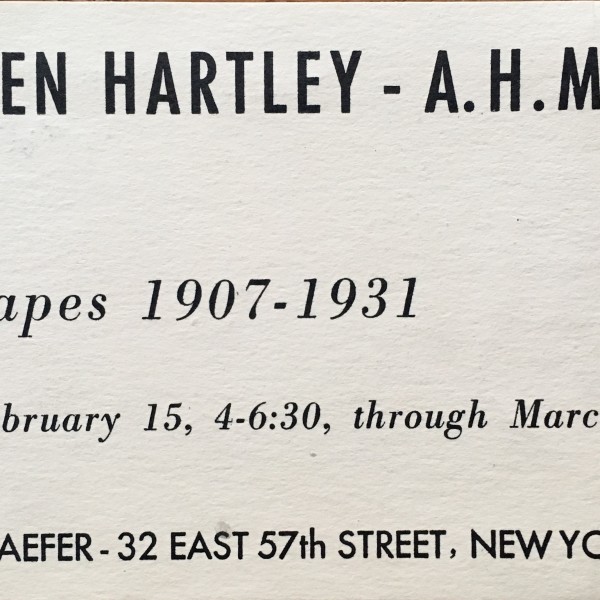 EN HARTLEY - A.H.M
apes 1907-1931
bruary 15, 4-6:30, through Marc
AEFER - 32 EAST 57th STREET, NEW YO